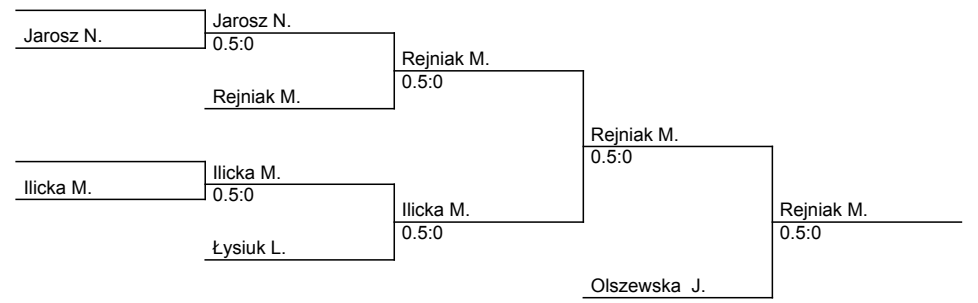 Jarosz N.
Jarosz N.
0.5:0
Rejniak M.
Rejniak M.
0.5:0
Rejniak M.
0.5:0
Ilicka M.
Ilicka M.
0.5:0
Łysiuk L.
Ilicka M.
0.5:0
Rejniak M.
0.5:0
Olszewska  J.